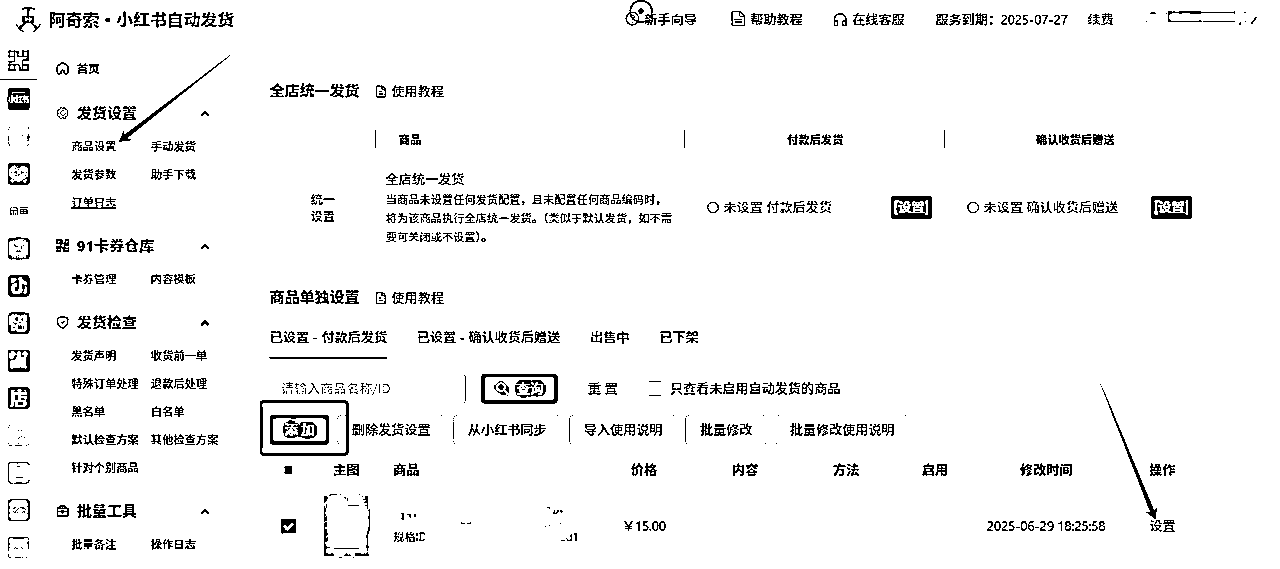 阿奇索·小红书自动发货
新手向导 帮助教程 在线客服 服务到期：2025-07-27 续费
首页
发货设置
商品设置 手动发货
发货参数 助手下载
订单日志
91卡券仓库
卡券管理 内容模板
发货检查
发货声明 收货前一单
特殊订单处理 退款后处理
黑名单 白名单
默认检查方案 其他检查方案
针对个别商品
批量工具
批量备注 操作日志
全店统一发货 使用教程
商品 付款后发货 确认收货后赠送
统一
设置
全店统一发货
当商品未设置任何发货配置，且未配置任何商品编码时，
将为该商品执行全店统一发货。（类似于默认发货，如不需
要可关闭或不设置）。
未设置 付款后发货 [设置]
未设置 确认收货后赠送 [设置]
商品单独设置 使用教程
已设置 - 付款后发货 已设置 - 确认收货后赠送 出售中 已下架
请输入商品名称/ID 查询 重置 只查看未启用自动发货的商品
添加 删除发货设置 从小红书同步 导入使用说明 批量修改 批量修改使用说明
主图 商品 价格 内容 方法 启用 修改时间 操作
规格ID ￥15.00 2025-06-29 18:25:58 设置